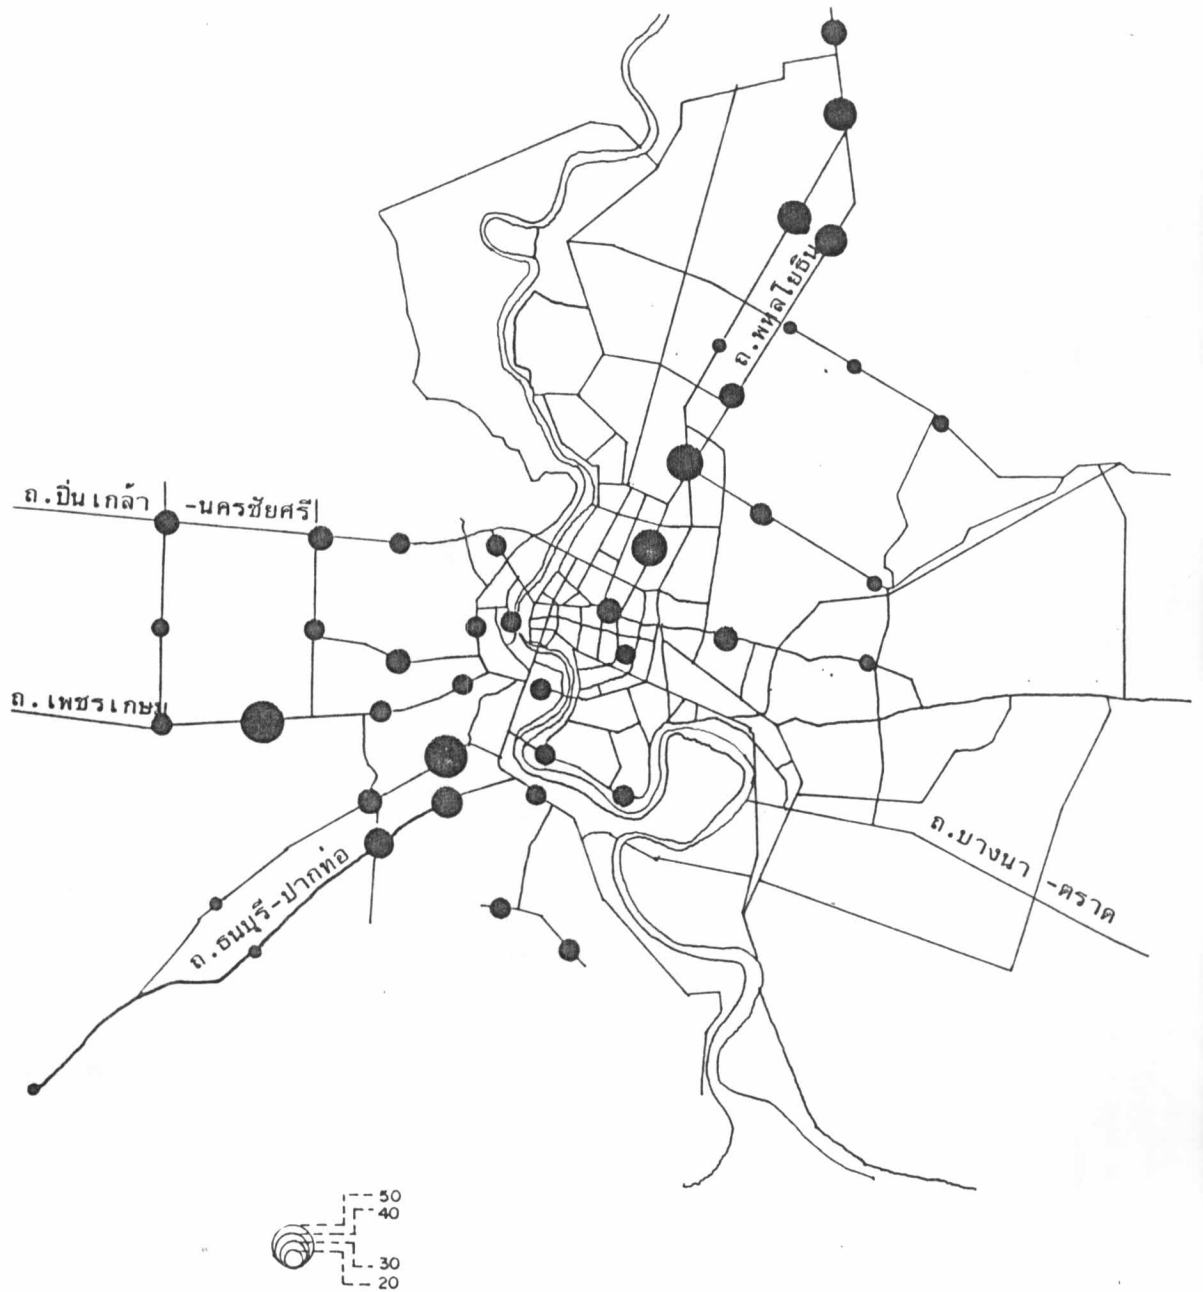 ถ.พหลโยธิน
ถ.ปิ่นเกล้า -นครชัยศรี
ถ.เพชรเกษม
ถ.บางนา -ตราด
ถ.ธนบุรี-ปากท่อ
50
40
30
20